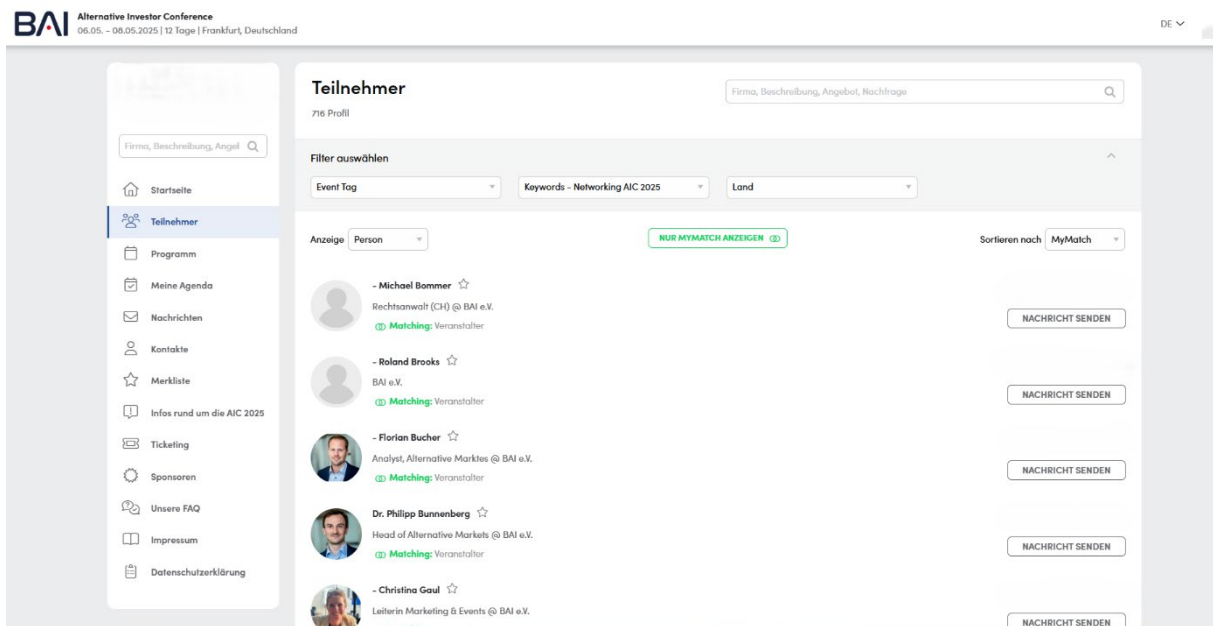 BAI
Alternative Investor Conference
06.05. - 08.05.2025 | 12 Tage | Frankfurt, Deutschland
DE
Teilnehmer
716 Profil
Firma, Beschreibung, Angebot, Nachfrage
Firma, Beschreibung, Angel
Startseite
Teilnehmer
Programm
Meine Agenda
Nachrichten
Kontakte
Merkliste
Infos rund um die AIC 2025
Ticketing
Sponsoren
Unsere FAQ
Impressum
Datenschutzerklärung
Filter auswählen
Event Tag
Keywords - Networking AIC 2025
Land
Anzeige Person
NUR MYMATCH ANZEIGEN
Sortieren nach MyMatch
- Michael Bommer
Rechtsanwalt (CH) @ BAI e.V.
Matching: Veranstalter
NACHRICHT SENDEN
- Roland Brooks
BAI e.V.
Matching: Veranstalter
NACHRICHT SENDEN
- Florian Bucher
Analyst, Alternative Marktes @ BAI e.V.
Matching: Veranstalter
NACHRICHT SENDEN
Dr. Philipp Bunnenberg
Head of Alternative Markets @ BAI e.V.
Matching: Veranstalter
NACHRICHT SENDEN
- Christina Gaul
Leiterin Marketing & Events @ BAI e.V.
NACHRICHT SENDEN